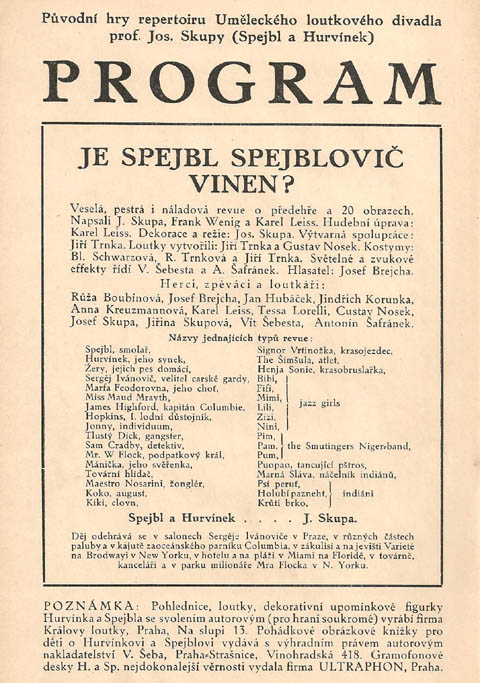 Původní hry repertoiru Uměleckého loutkového divadla
prof. Jos. Skupy (Spejbl a Hurvínek)
PROGRAM
JE SPEJBL SPEJBLOVIČ
VINEN?
Veselá, pestrá i náladová revue o předehře a 20 obrazech.
Napsali J. Skupa, Frank Wenig a Karel Leiss. Hudební úprava:
Karel Leiss. Dekorace a režie: Jos. Skupa. Výtvarná spolupráce:
Jiří Trnka. Loutky vytvořili: Jiří Trnka a Gustav Nosek. Kostymy:
Bl. Schwarzová, R. Trnková a Jiří Trnka. Světelné a zvukové
effekty řídí V. Šebesta a A. Šafránek. Hlasatel: Josef Brejcha.
Herci, zpěváci a loutkáři:
Růža Boubínová, Josef Brejcha, Jan Hubáček, Jindřich Korunka,
Anna Kreuzmannová, Karel Leiss, Tessa Lorelli, Custav Nosek,
Josef Skupa, Jiřina Skupová, Vít Šebesta, Antonín Šafránek.
Názvy jednajících typů revue:
Spejbl, smolař,
Hurvínek, jeho synek,
Žery, jejich pes domácí,
Sergěj Ivánovič, velitel carské gardy,
Marfa Feodorovna, jeho choť,
Miss Maud Mrayth,
James Highford, kapitán Columbie,
Hopkins, I. lodní důstojník,
Jonny, individuum,
Tlustý Dick, gangster,
Sam Cradby, detektiv,
Mr. W Flock, podpatkový král,
Mánička, jeho svěřenka,
Tovární hlídač,
Maestro Nosarini, žonglér,
Koko, august,
Kiki, clovn,
Signor Vrtinožka, krasojezdec,
The Šimšula, atlet,
Henja Sonie, krasobruslařka,
Bibi,
Fifi,
Mimi,
Lili,
Zizi,
Nini,
jazz girls
Pim,
Pam,
Pum,
the Smutingers Niger-band,
Puopao, tancující pštros,
Marná Sláva, náčelník indiánů,
Psí peruť,
Holubí pazneht,
Krůtí brko,
indiáni
Spejbl a Hurvínek . . . . J. Skupa.
Děj odehrává se v salonech Sergěje Ivánoviče v Praze, v různých částech
paluby a v kajutě zaoceánského parníku Columbia, v zákulisí a na jevišti Varieté
na Brodwayi v New Yorku, v hotelu a na pláži v Miami na Floridě, v továrně,
kanceláři a v parku milionáře Mra Flocka v N. Yorku.
POZNÁMKA: Pohlednice, loutky, dekorativní upomínkové figurky
Hurvínka a Spejbla se svolením autorovým (pro hraní soukromé) vyrábí firma
Královy loutky, Praha, Na slupi 13. Pohádkové obrázkové knížky pro
děti o Hurvínkovi a Spejblovi vydává s výhradním právem autorovým
nakladatelství V. Šeba, Praha-Strašnice, Vinohradská 418. Gramofonové
desky H. a Sp. nejdokonalejší věrnosti vydala firma ULTRAPHON, Praha.